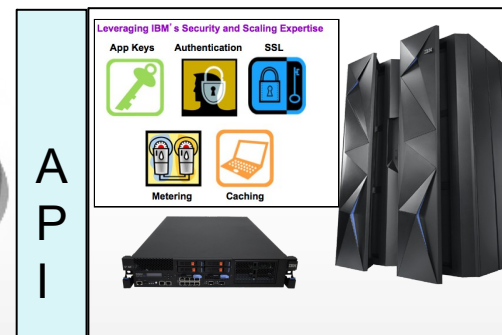 Leveraging IBM's Security and Scaling Expertise
App Keys
Authentication
SSL
Metering
Caching
A
P
I